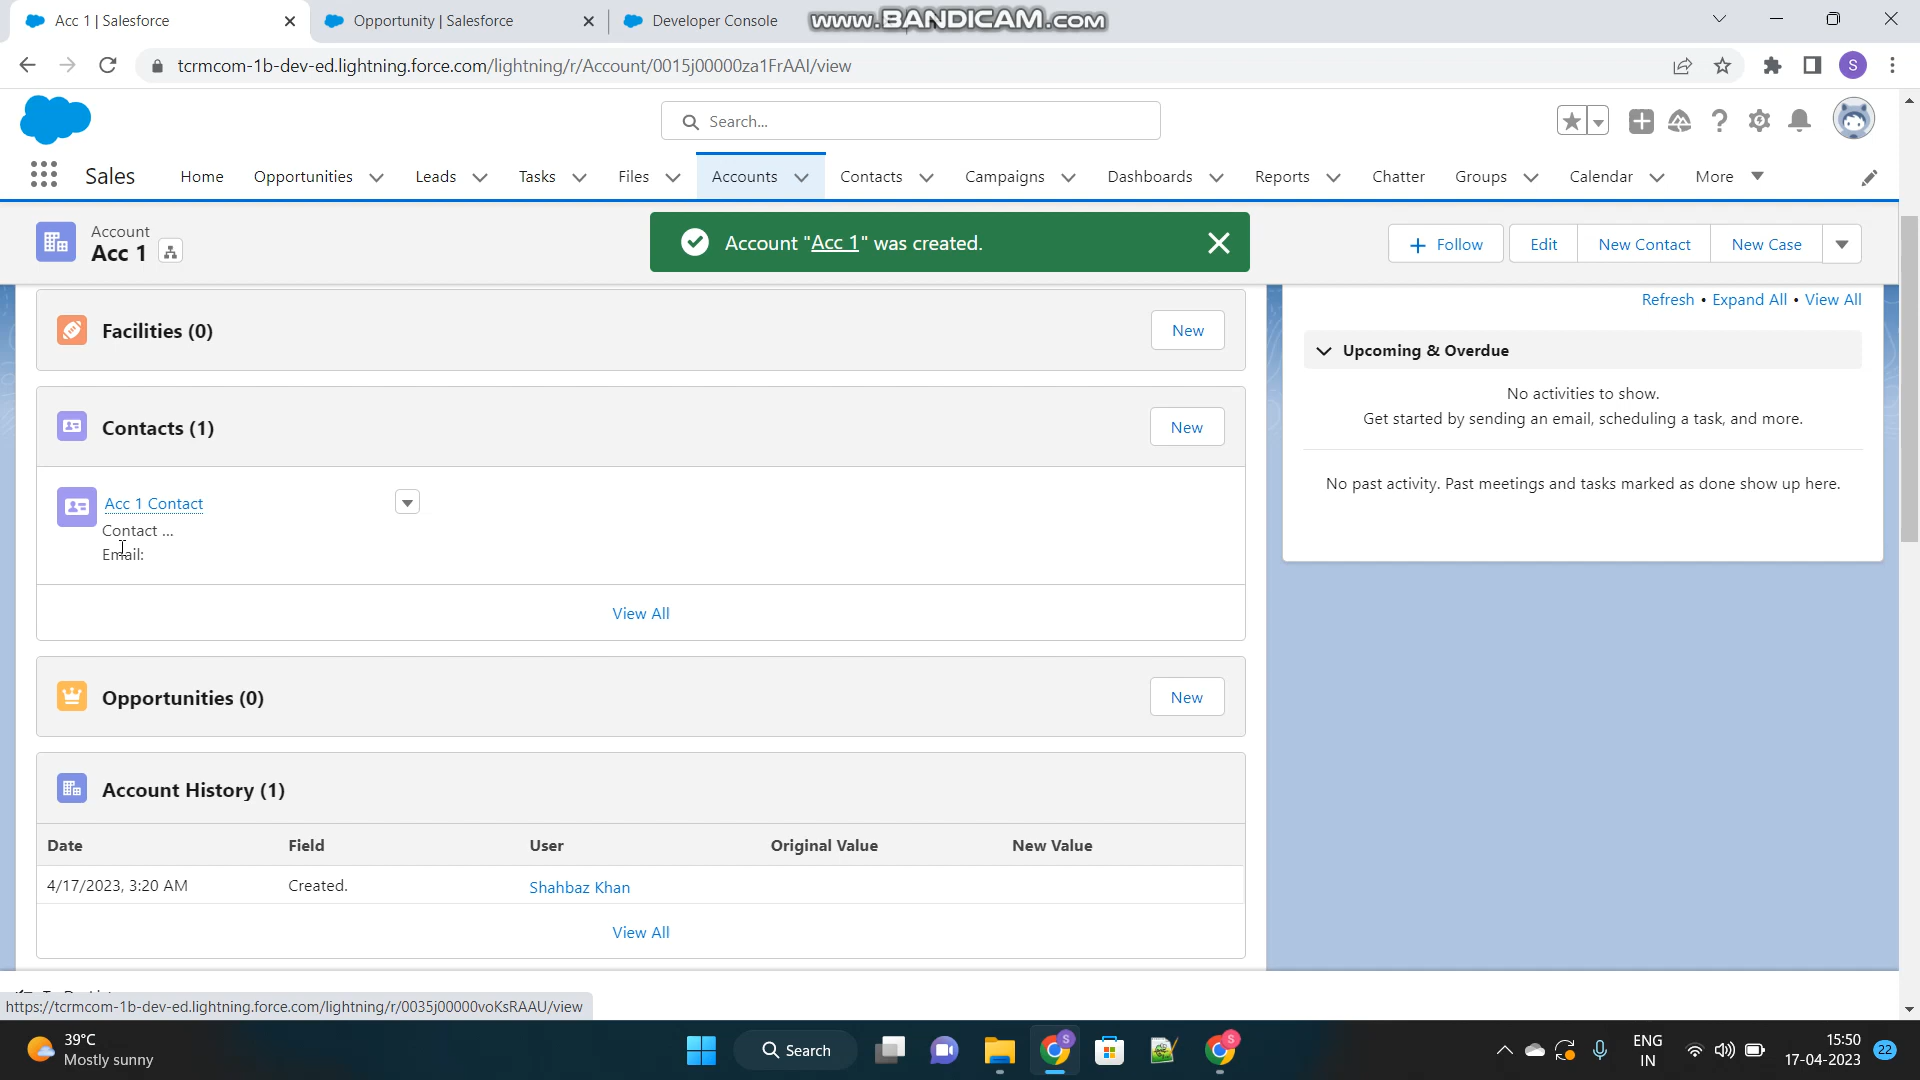 Acc 1 | Salesforce
Opportunity | Salesforce
Developer Console
www.BANDICAM.com
tcrmcom-1b-dev-ed.lightning.force.com/lightning/r/Account/0015j00000za1FrAAI/view
S
Search...
Sales
Home
Opportunities
Leads
Tasks
Files
Accounts
Contacts
Campaigns
Dashboards
Reports
Chatter
Groups
Calendar
More
Account
Acc 1
Account "Acc 1" was created.
Follow
Edit
New Contact
New Case
Facilities (0)
New
Refresh • Expand All • View All
Upcoming & Overdue
No activities to show.
Get started by sending an email, scheduling a task, and more.
No past activity. Past meetings and tasks marked as done show up here.
Contacts (1)
New
Acc 1 Contact
Contact ...
Email:
View All
Opportunities (0)
New
Account History (1)
Date
Field
User
Original Value
New Value
4/17/2023, 3:20 AM
Created.
Shahbaz Khan
View All
https://tcrmcom-1b-dev-ed.lightning.force.com/lightning/r/0035j00000voKsRAAU/view
39°C
Mostly sunny
Search
S
S
ENG
IN
15:50
17-04-2023
22